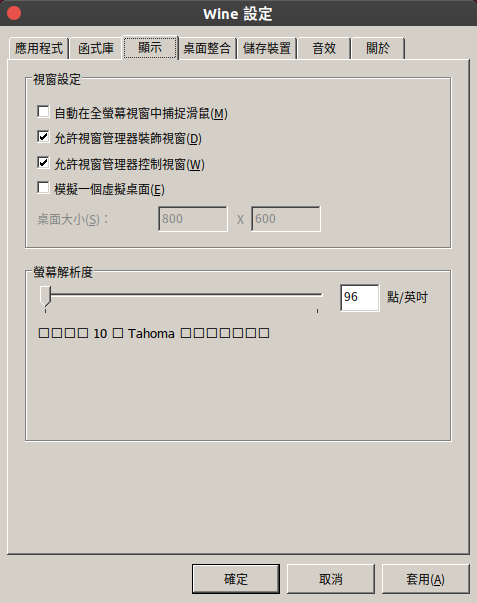 Wine 設定
應用程式 函式庫 顯示 桌面整合 儲存裝置 音效 關於
視窗設定
自動在全螢幕視窗中捕捉滑鼠(M)
允許視窗管理器裝飾視窗(D)
允許視窗管理器控制視窗(W)
模擬一個虛擬桌面(E)
桌面大小(S)： 800 X 600
螢幕解析度
96 點/英吋
□□□□ 10 □ Tahoma □□□□□□□
確定 取消 套用(A)